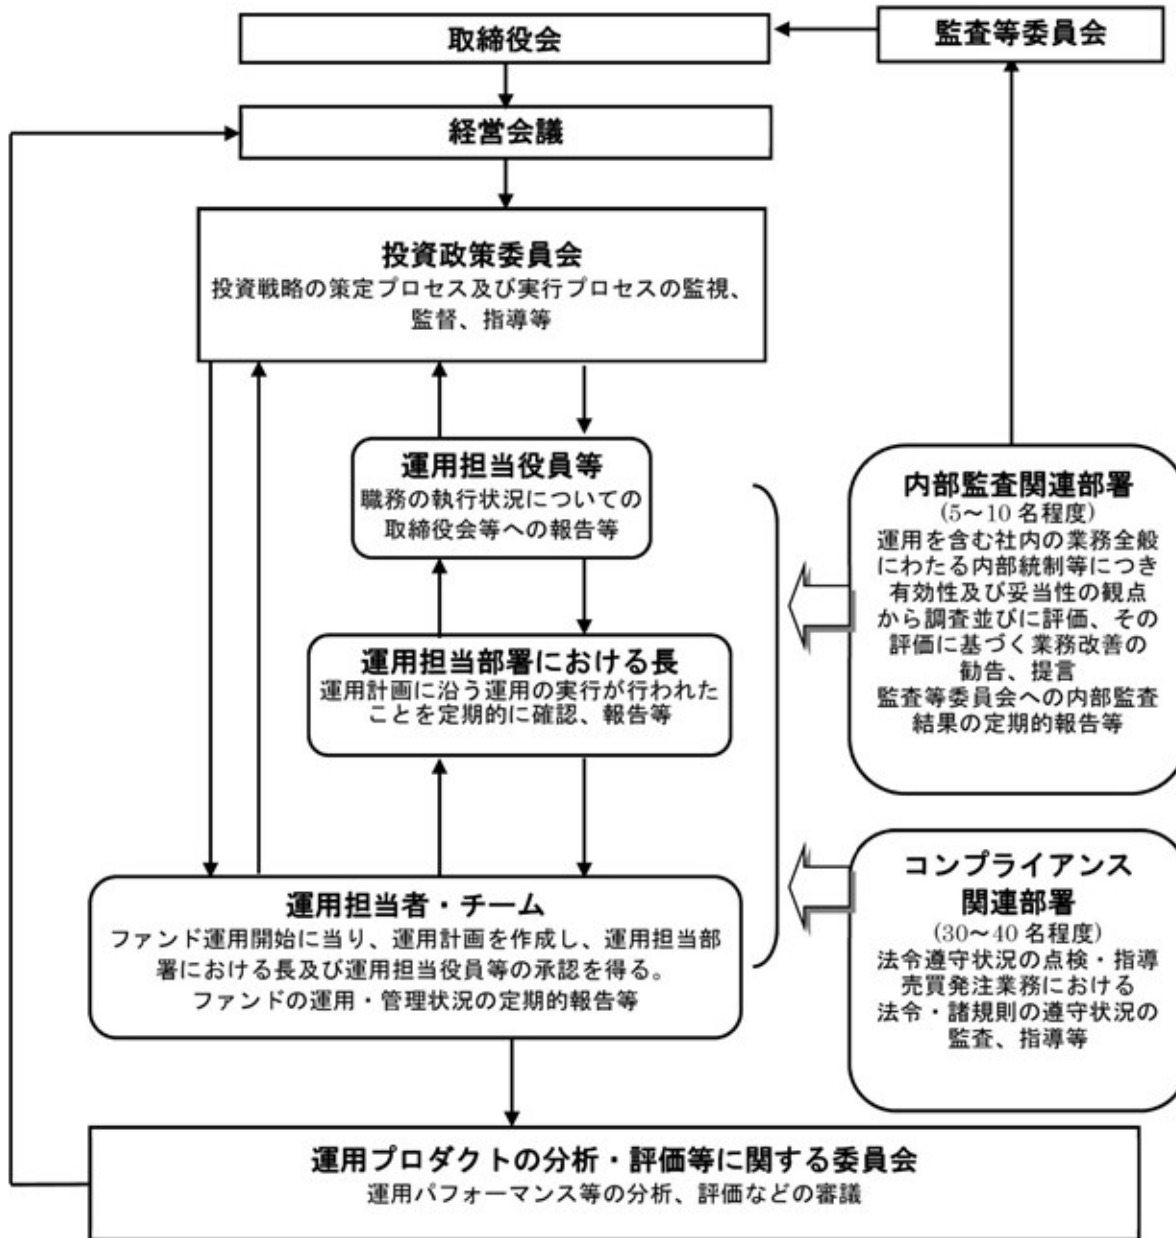 取締役会
監査等委員会
経営会議
投資政策委員会
投資戦略の策定プロセス及び実行プロセスの監視、
監督、指導等
運用担当役員等
職務の執行状況についての
取締役会等への報告等
運用担当部署における長
運用計画に沿う運用の実行が行われた
ことを定期的に確認、報告等
運用担当者・チーム
ファンド運用開始に当り、運用計画を作成し、運用担当部
署における長及び運用担当役員等の承認を得る。
ファンドの運用・管理状況の定期的報告等
内部監査関連部署
(5～10 名程度)
運用を含む社内の業務全般
にわたる内部統制等につき
有効性及び妥当性の観点
から調査並びに評価、その
評価に基づく業務改善の
勧告、提言
監査等委員会への内部監査
結果の定期的報告等
コンプライアンス
関連部署
(30～40 名程度)
法令遵守状況の点検・指導
売買発注業務における
法令・諸規則の遵守状況の
監査、指導等
運用プロダクトの分析・評価等に関する委員会
運用パフォーマンス等の分析、評価などの審議